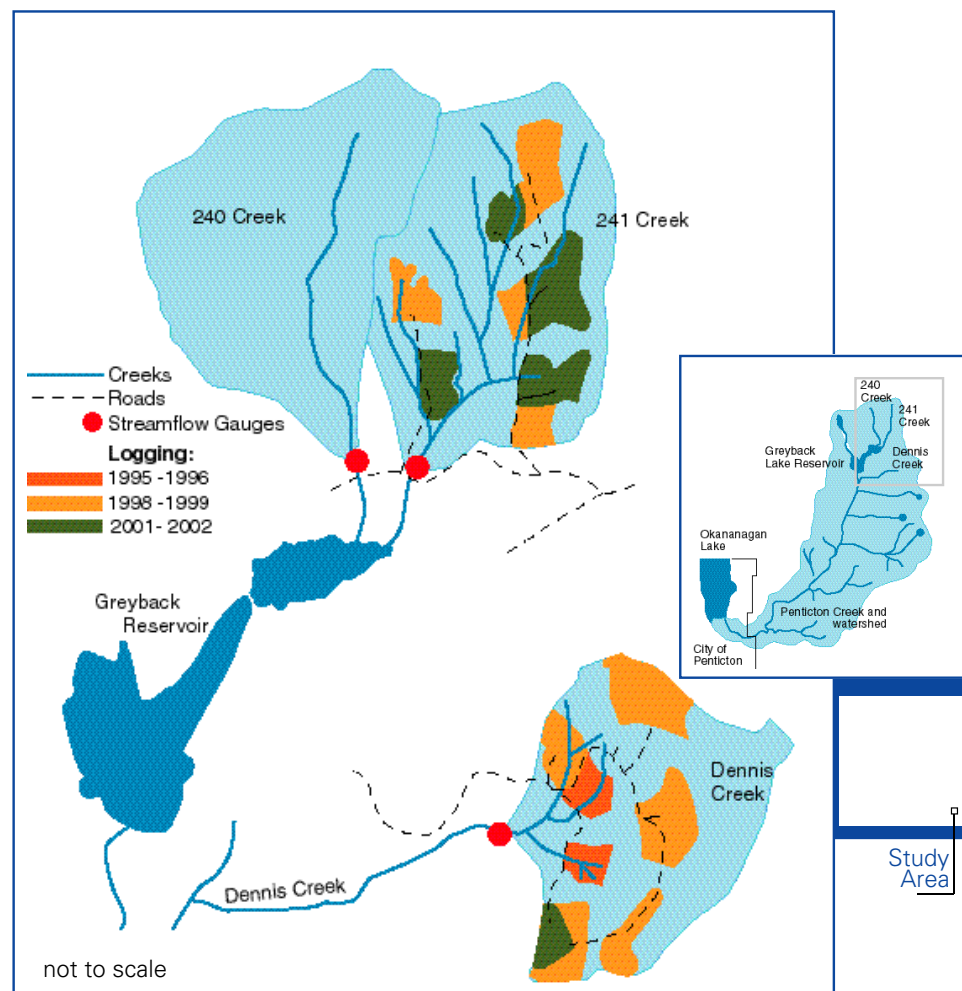 240 Creek
241 Creek
Creeks
Roads
Streamflow Gauges
Logging:
1995 -1996
1998 -1999
2001- 2002
Greyback
Reservoir
Dennis
Creek
Dennis Creek
not to scale
240
Creek
241
Creek
Greyback
Lake Reservoir
Dennis
Creek
Okananagan
Lake
Penticton Creek and
watershed
City of
Penticton
Study
Area